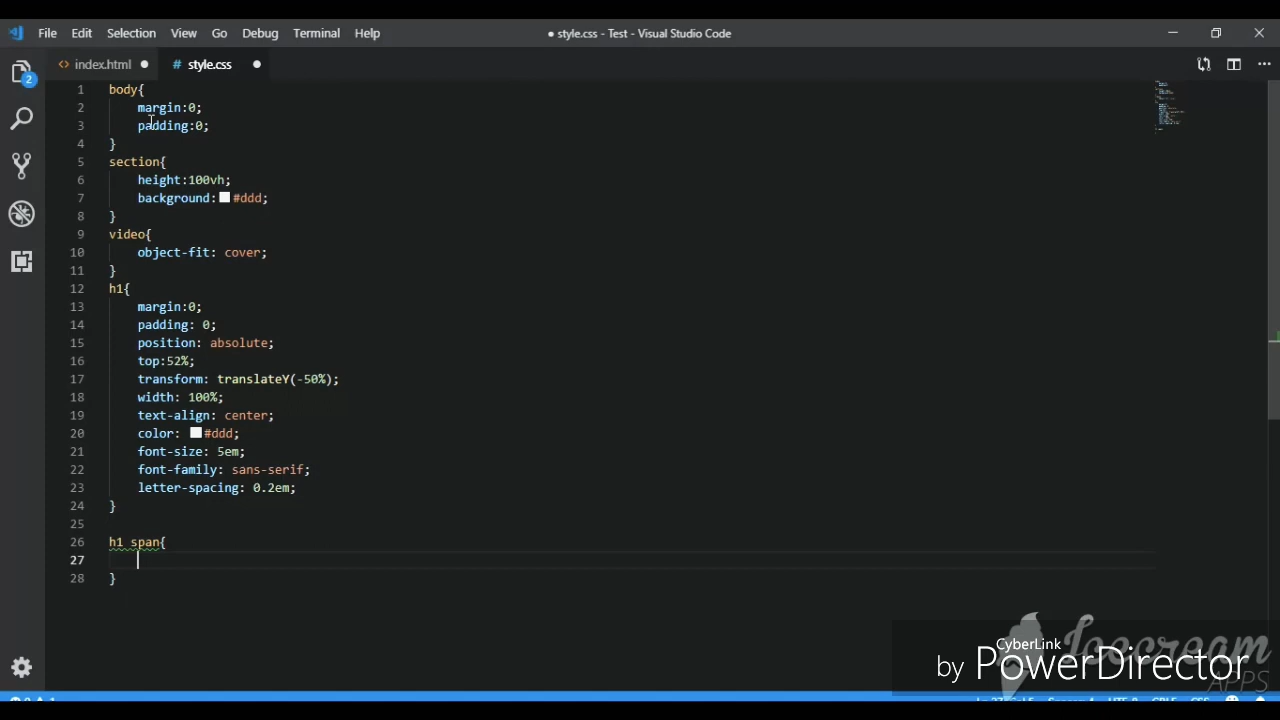 File Edit Selection View Go Debug Terminal Help
● style.css - Test - Visual Studio Code
index.html
# style.css
2
1 body{
2 margin:0;
3 padding:0;
4 }
5 section{
6 height:100vh;
7 background: #ddd;
8 }
9 video{
10 object-fit: cover;
11 }
12 h1{
13 margin:0;
14 padding: 0;
15 position: absolute;
16 top:52%;
17 transform: translateY(-50%);
18 width: 100%;
19 text-align: center;
20 color: #ddd;
21 font-size: 5em;
22 font-family: sans-serif;
23 letter-spacing: 0.2em;
24 }
25
26 h1 span{
27
28 }
Icecream
APPS
CyberLink
by PowerDirector